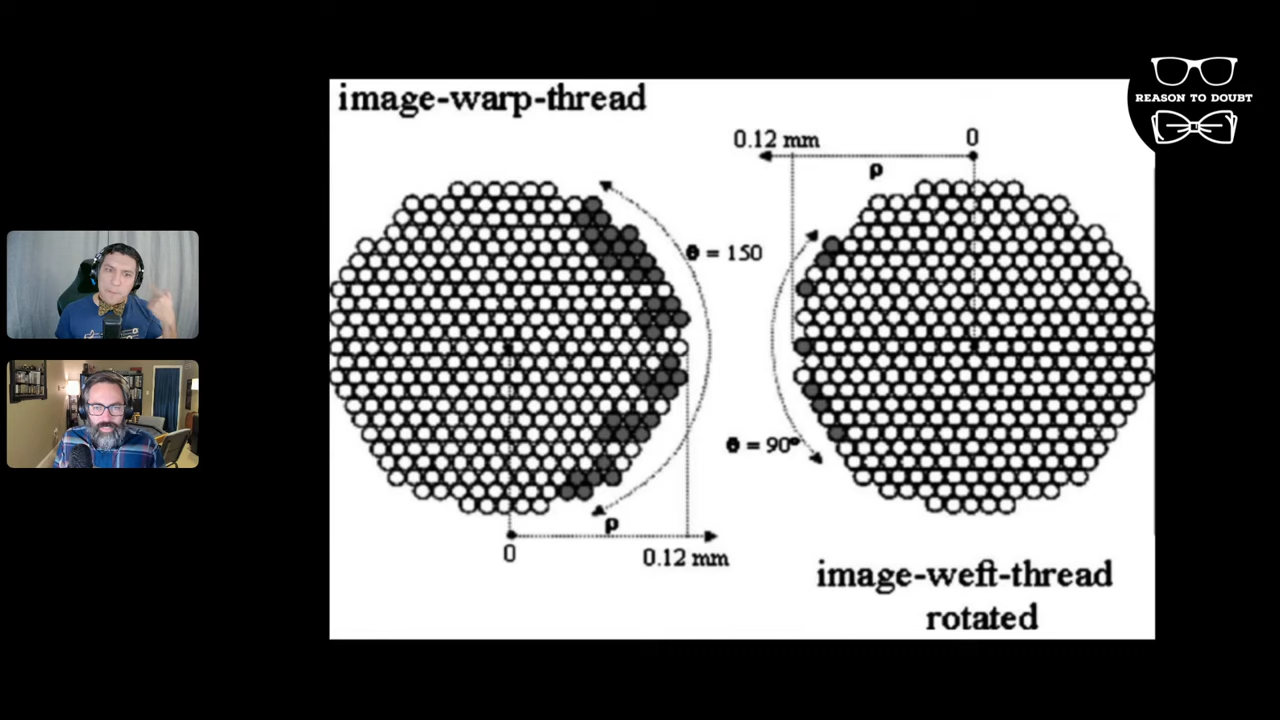 image-warp-thread
REASON TO DOUBT
0.12 mm
0
ρ
θ = 150
θ = 90º
ρ
0
0.12 mm
image-weft-thread
rotated